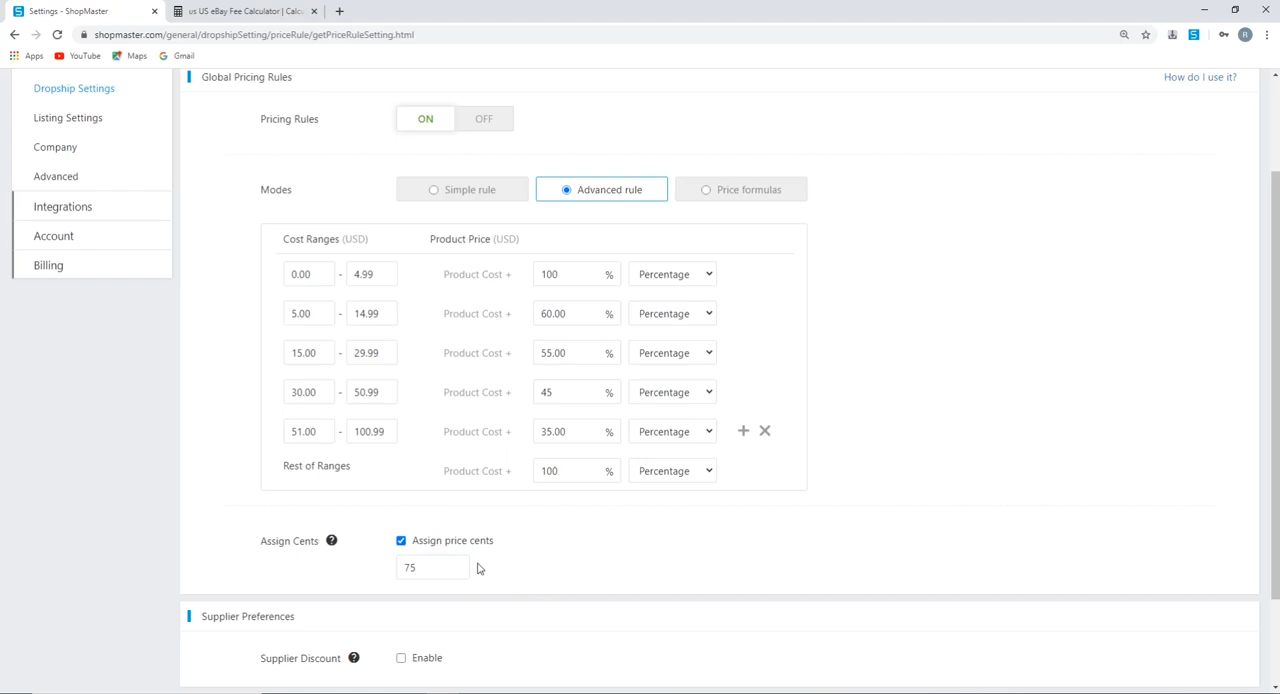 Settings - ShopMaster
us US eBay Fee Calculator | Calcu
shopmaster.com/general/dropshipSetting/priceRule/getPriceRuleSetting.html
R
Apps YouTube Maps Gmail
Dropship Settings
Listing Settings
Company
Advanced
Integrations
Account
Billing
Global Pricing Rules How do I use it?
Pricing Rules ON OFF
Modes Simple rule Advanced rule Price formulas
Cost Ranges (USD) Product Price (USD)
0.00 - 4.99 Product Cost + 100 % Percentage
5.00 - 14.99 Product Cost + 60.00 % Percentage
15.00 - 29.99 Product Cost + 55.00 % Percentage
30.00 - 50.99 Product Cost + 45 % Percentage
51.00 - 100.99 Product Cost + 35.00 % Percentage
Rest of Ranges Product Cost + 100 % Percentage
Assign Cents Assign price cents
75
Supplier Preferences
Supplier Discount Enable